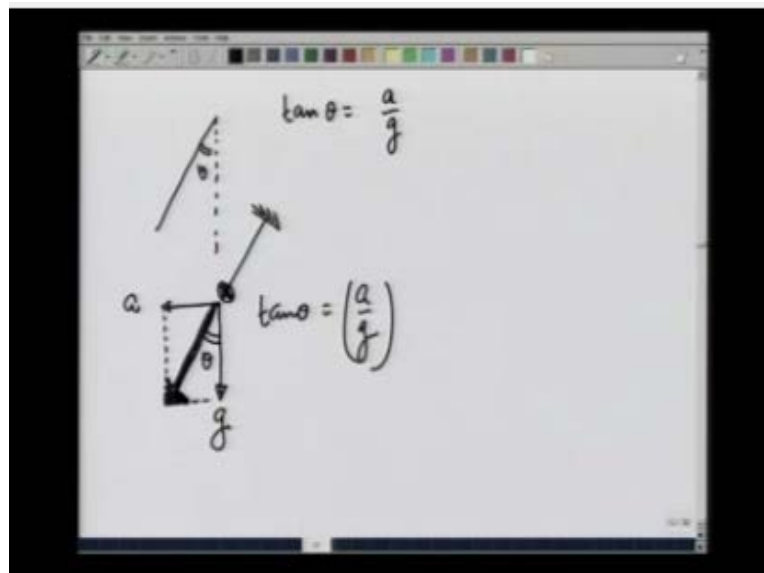 tan θ = a/g
θ
a
tan θ = (a/g)
θ
g